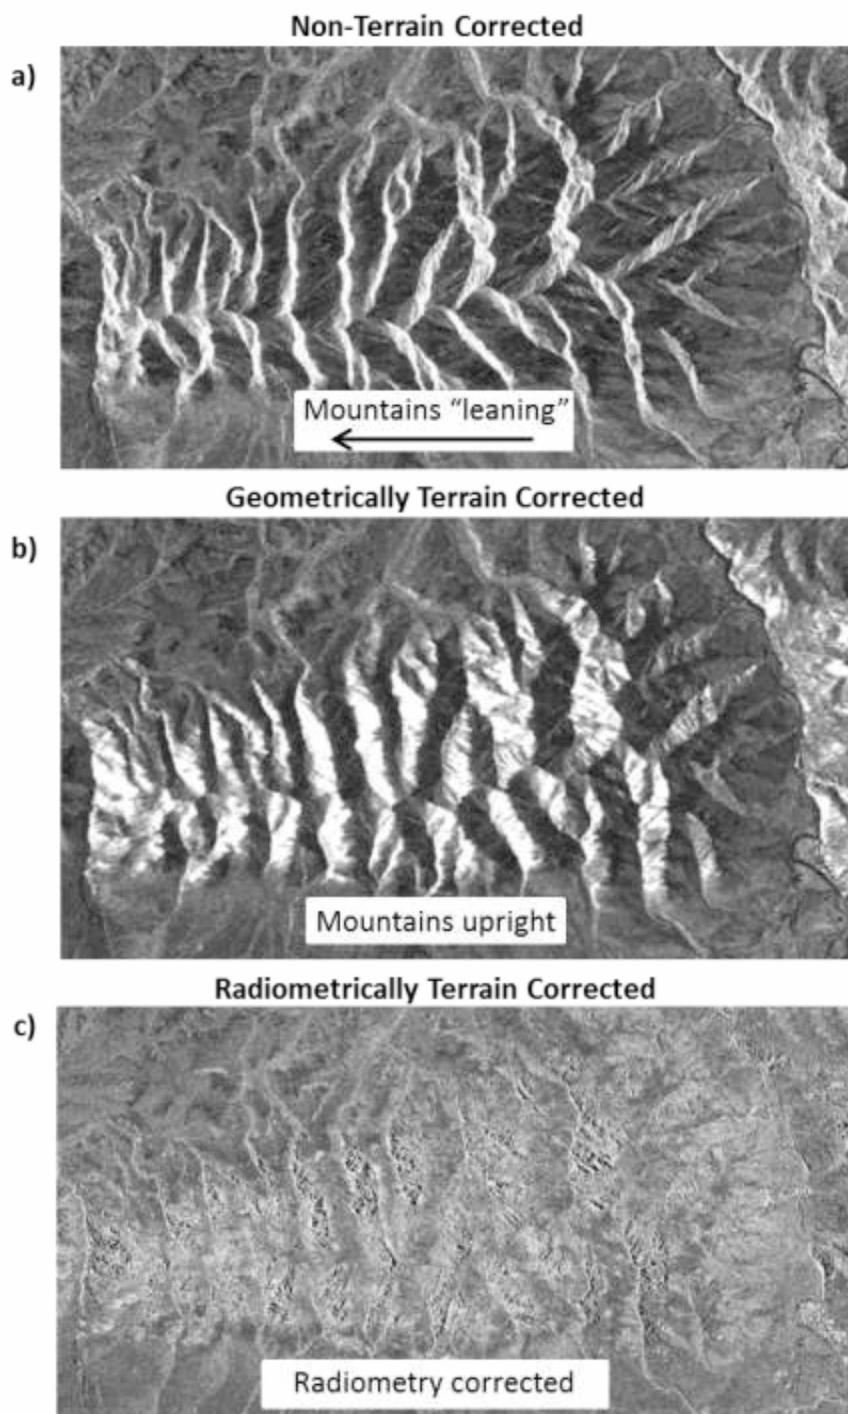 Non-Terrain Corrected
a)
Mountains “leaning”
Geometrically Terrain Corrected
b)
Mountains upright
Radiometrically Terrain Corrected
c)
Radiometry corrected